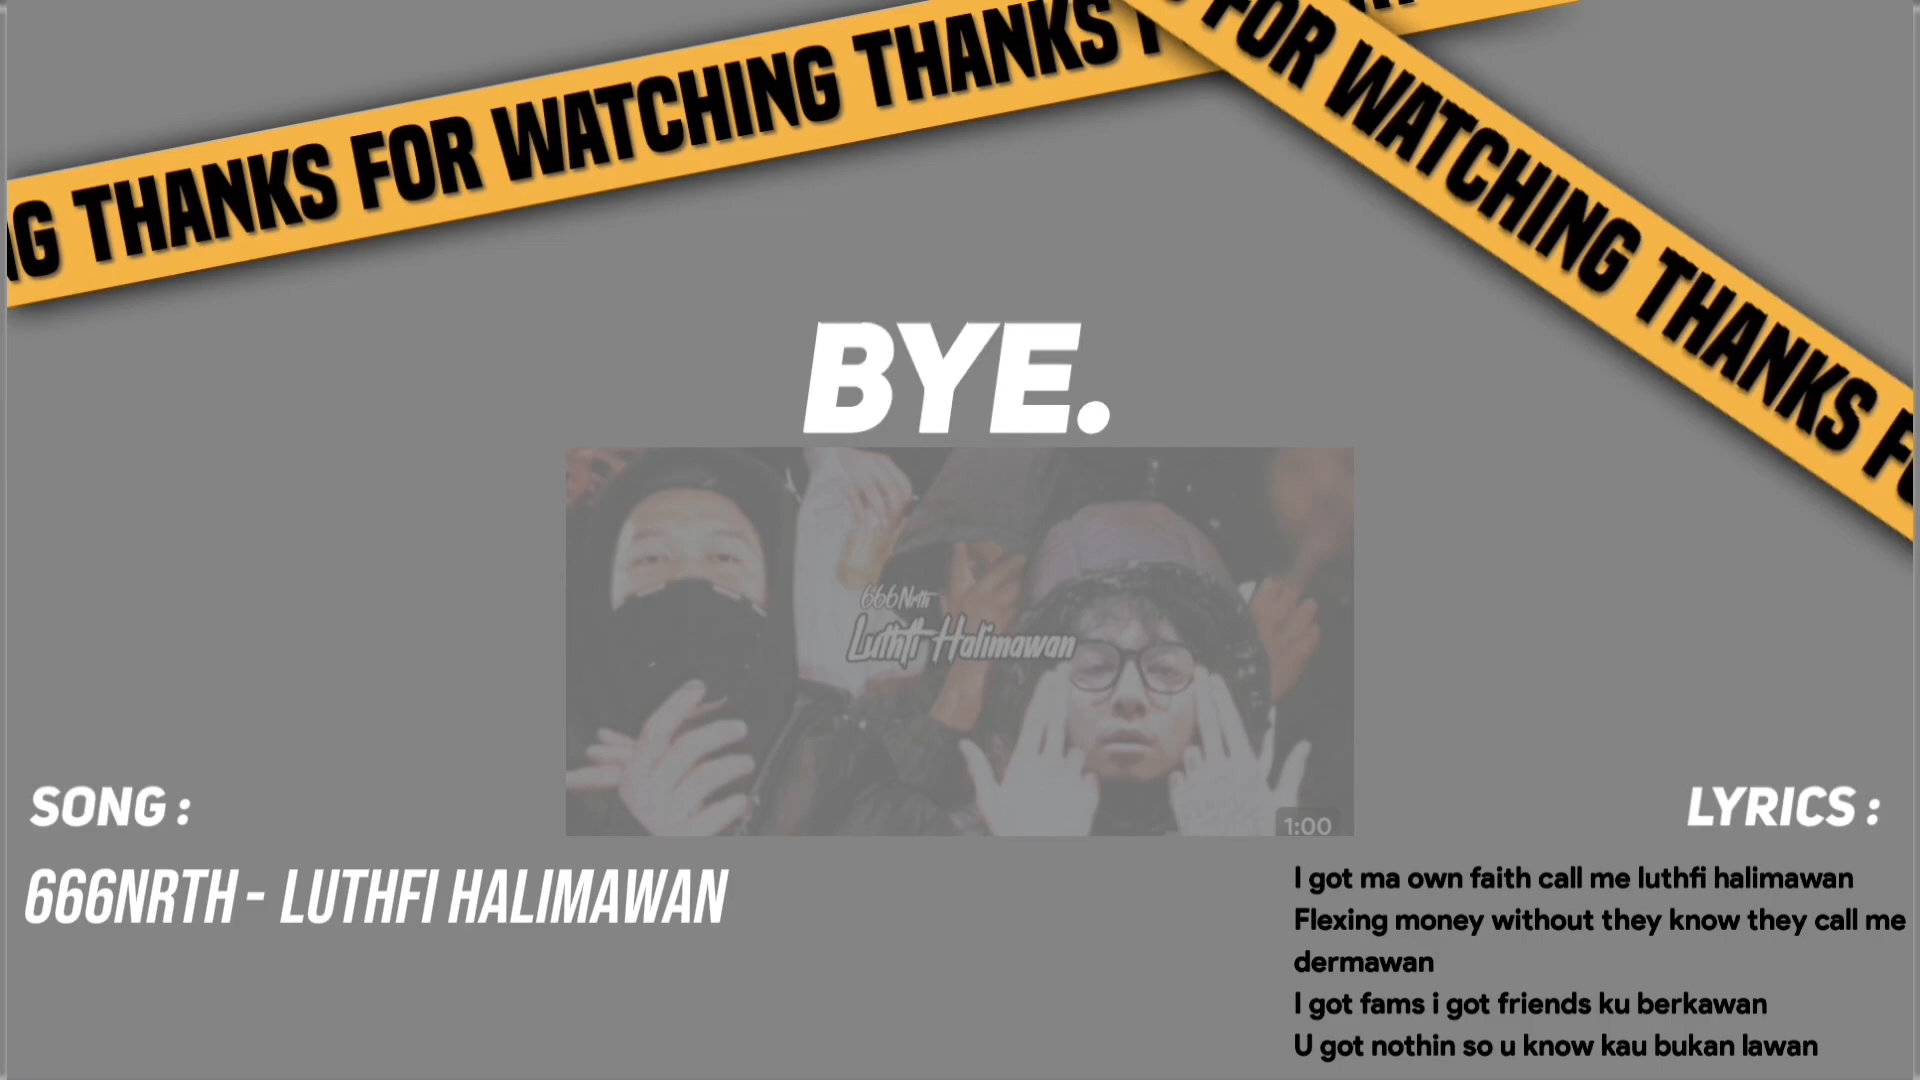 NG THANKS FOR WATCHING THANKS F
FOR WATCHING THANKS FO
BYE.
666Nrth
Luthfi Halimawan
1:00
SONG :
666NRTH - LUTHFI HALIMAWAN
LYRICS :
I got ma own faith call me luthfi halimawan
Flexing money without they know they call me
dermawan
I got fams i got friends ku berkawan
U got nothin so u know kau bukan lawan